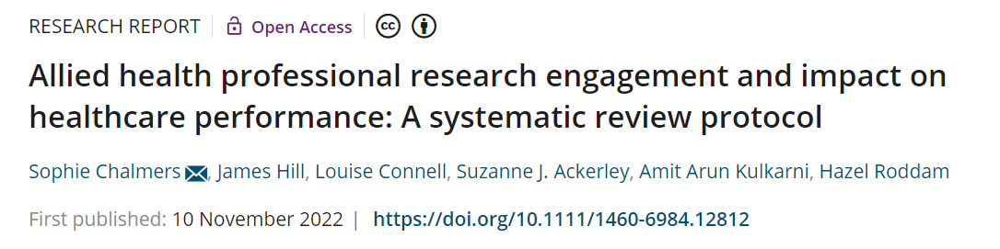 RESEARCH REPORT | Open Access | cc
Allied health professional research engagement and impact on
healthcare performance: A systematic review protocol
Sophie Chalmers, James Hill, Louise Connell, Suzanne J. Ackerley, Amit Arun Kulkarni, Hazel Roddam
First published: 10 November 2022 | https://doi.org/10.1111/1460-6984.12812